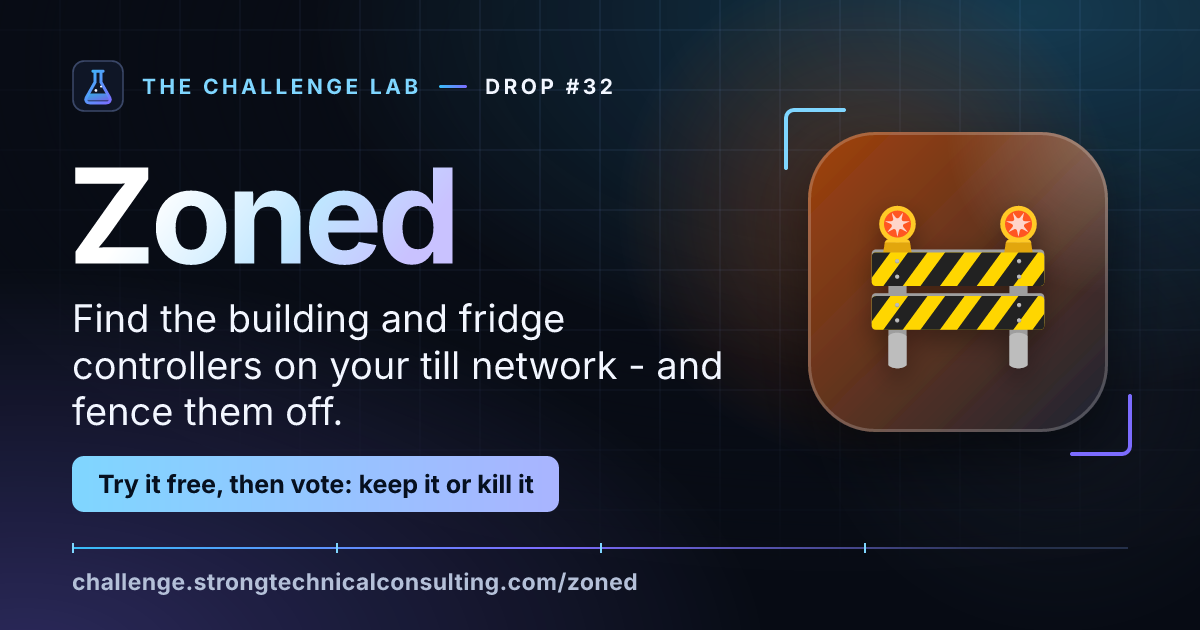 THE CHALLENGE LAB — DROP #32
Zoned
Find the building and fridge
controllers on your till network - and
fence them off.
Try it free, then vote: keep it or kill it
challenge.strongtechnicalconsulting.com/zoned